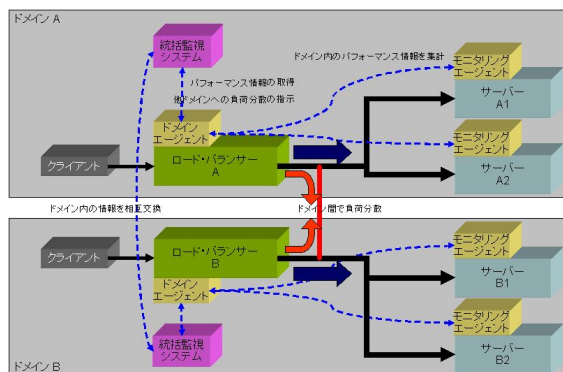 ドメイン A
統括監視
システム
ドメイン内のパフォーマンス情報を集計
モニタリング
エージェント
サーバー
A1
パフォーマンス情報の取得
他ドメインへの負荷分散の指示
ドメイン
エージェント
モニタリング
エージェント
サーバー
A2
クライアント
ロード・バランサー
A
ドメイン内の情報を相互交換
ドメイン間で負荷分散
クライアント
ロード・バランサー
B
モニタリング
エージェント
サーバー
B1
ドメイン
エージェント
モニタリング
エージェント
サーバー
B2
統括監視
システム
ドメイン B